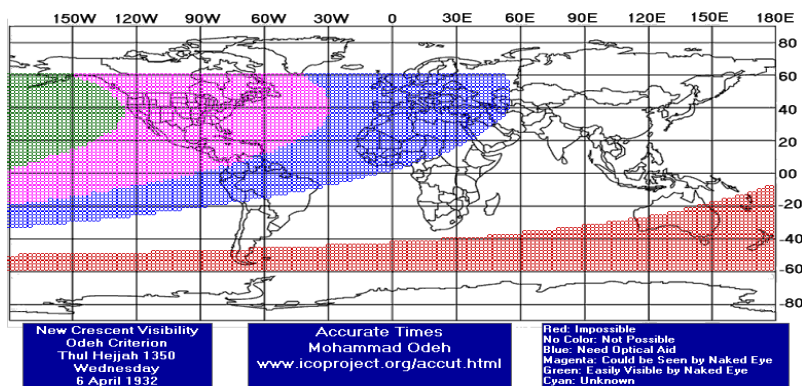 150W 120W 90W 60W 30W 0 30E 60E 90E 120E 150E 180E
80
60
40
20
00
-20
-40
-60
-80
New Crescent Visibility
Odeh Criterion
Thul Hejjah 1350
Wednesday
6 April 1932
Accurate Times
Mohammad Odeh
www.icoproject.org/accut.html
Red: Impossible
No Color: Not Possible
Blue: Need Optical Aid
Magenta: Could be Seen by Naked Eye
Green: Easily Visible by Naked Eye
Cyan: Unknown